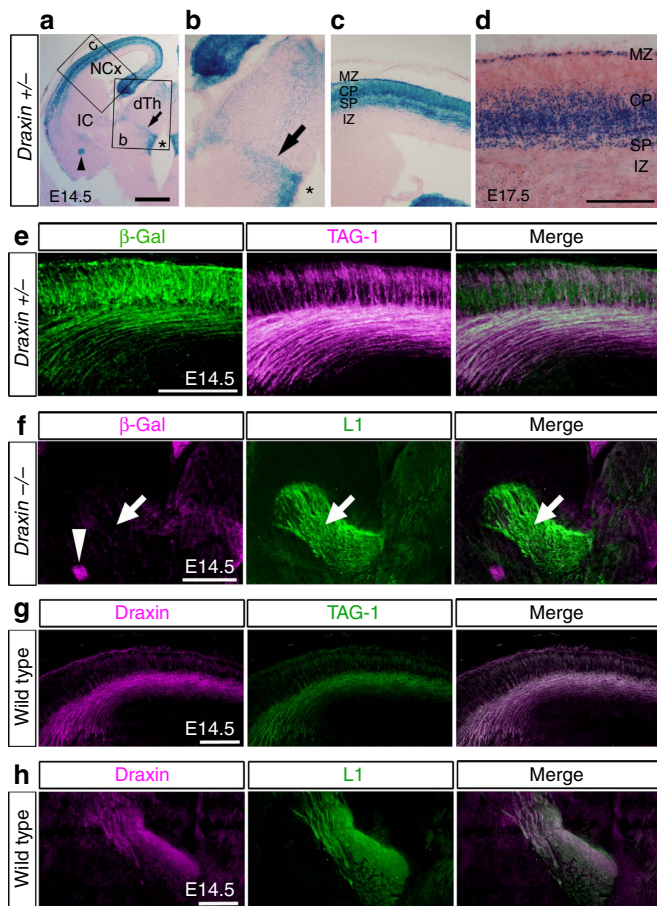 a b c d
Draxin +/−
c
NCx
dTh
IC
b
*
E14.5
*
MZ
CP
SP
IZ
MZ
CP
SP
IZ
E17.5
e
β-Gal TAG-1 Merge
Draxin +/−
E14.5
f
β-Gal L1 Merge
Draxin −/−
E14.5
g
Draxin TAG-1 Merge
Wild type
E14.5
h
Draxin L1 Merge
Wild type
E14.5